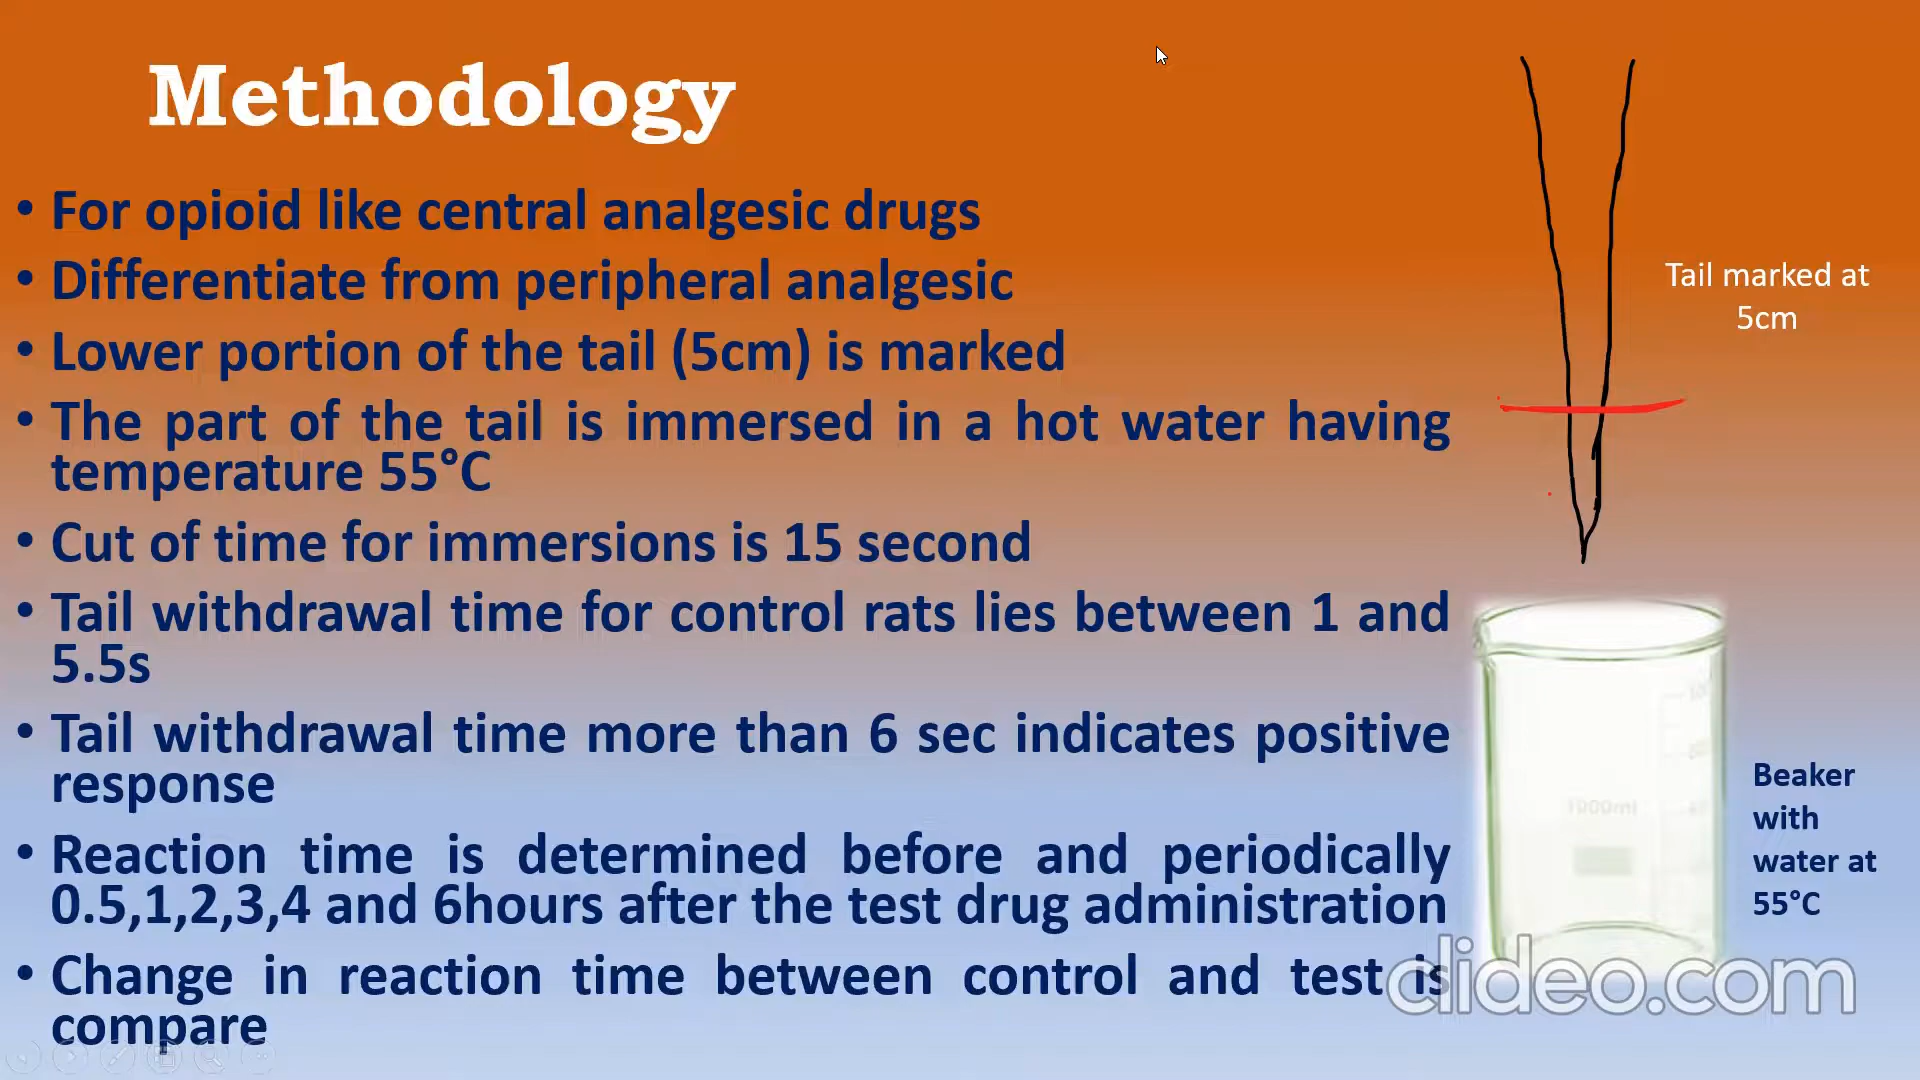 Methodology
• For opioid like central analgesic drugs
• Differentiate from peripheral analgesic
• Lower portion of the tail (5cm) is marked
• The part of the tail is immersed in a hot water having
temperature 55°C
• Cut of time for immersions is 15 second
• Tail withdrawal time for control rats lies between 1 and
5.5s
• Tail withdrawal time more than 6 sec indicates positive
response
• Reaction time is determined before and periodically
0.5,1,2,3,4 and 6hours after the test drug administration
• Change in reaction time between control and test is
compare
Tail marked at
5cm
1000ml
Beaker
with
water at
55°C
clideo.com